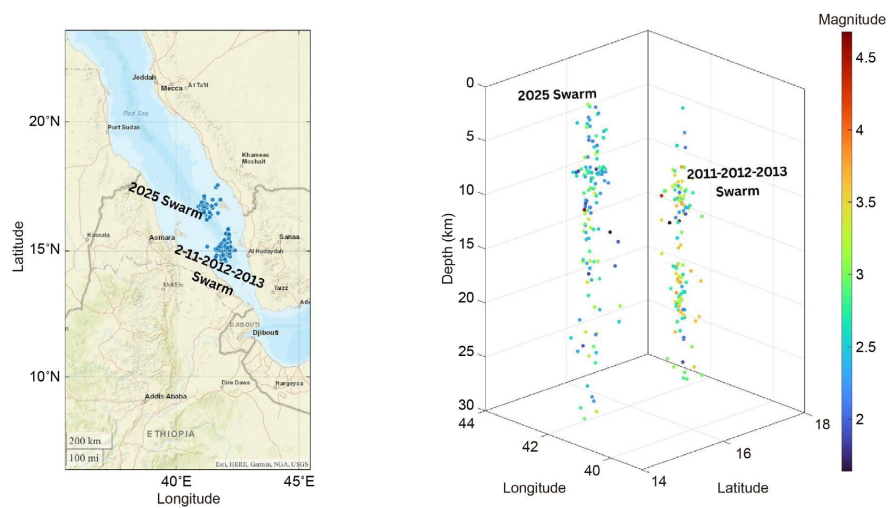 Magnitude
Jeddah
Mecca
At Ta'if
Red Sea
20°N
Port Sudan
Khamees
Moshait
2025 Swarm
Kassala
Asmara
Sanaa
15°N
Al Hudaydah
2-11-2012-2013
Swarm
Mek'Ele
Taizz
DJIBOUTI
Djibouti
10°N
Dire Dawa
Hargeysa
Addis Ababa
ETHIOPIA
200 km
100 mi
Esri, HERE, Garmin, NGA, USGS
40°E
45°E
Latitude
Longitude
0
5
10
15
20
25
30
Depth (km)
2025 Swarm
2011-2012-2013
Swarm
44
42
40
Longitude
14
16
18
Latitude
4.5
4
3.5
3
2.5
2